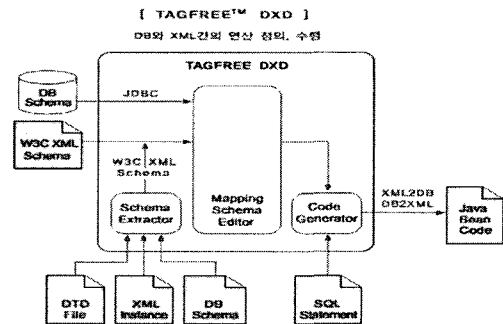 [ TAGFREE™ DXD ]
DB와 XML간의 연산 정의, 수행
TAGFREE DXD
DB
Schema
JDBC
W3C XML
Schema
W3C XML
Schema
Schema
Extractor
Mapping
Schema
Editor
Code
Generator
XML2DB
DB2XML
Java
Bean
Code
DTD
File
XML
Instance
DB
Schema
SQL
Statement